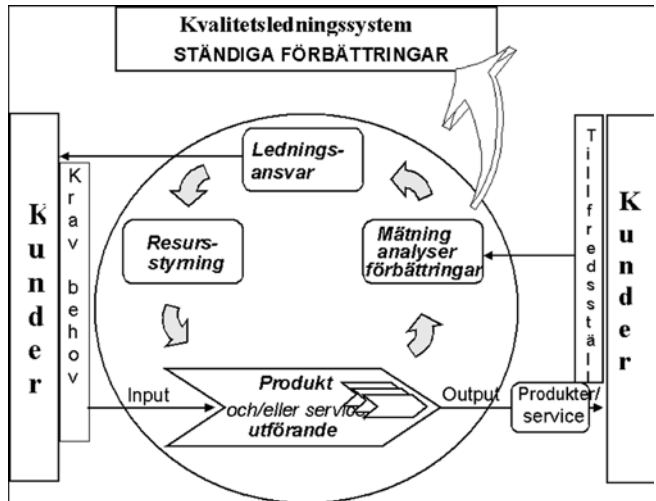 Kvalitetsledningssystem
STÄNDIGA FÖRBÄTTRINGAR
Kunder
Krav behov
Lednings-
ansvar
Resurs-
styrning
Mätning
analyser
förbättringar
Tillfredsstäl
Kunder
Input
Produkt
och/eller service
utförande
Output
Produkter/
service